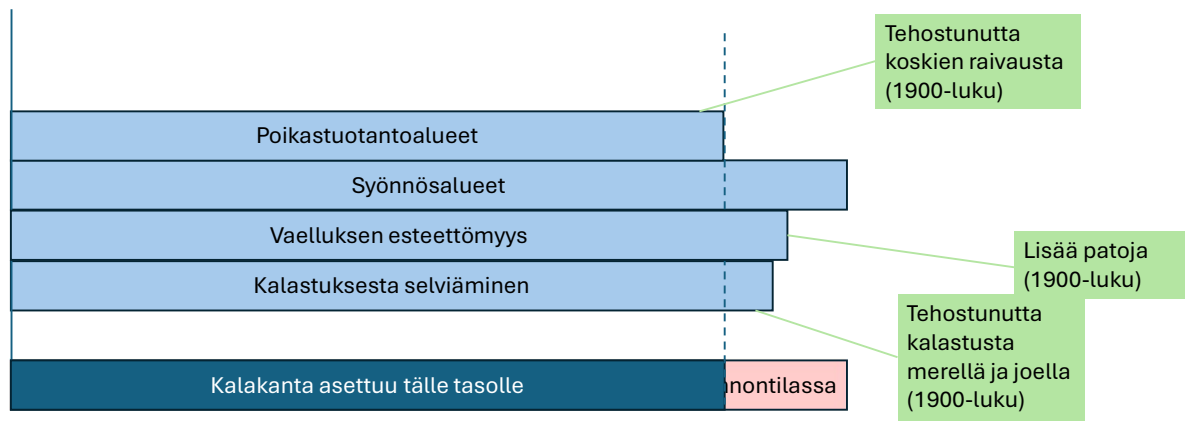 Tehostunutta
koskien raivausta
(1900-luku)
Poikastuotantoalueet
Syönnösalueet
Vaelluksen esteettömyys
Lisää patoja
(1900-luku)
Kalastuksesta selviäminen
Tehostunutta
kalastusta
merellä ja joella
(1900-luku)
Kalakanta asettuu tälle tasolle